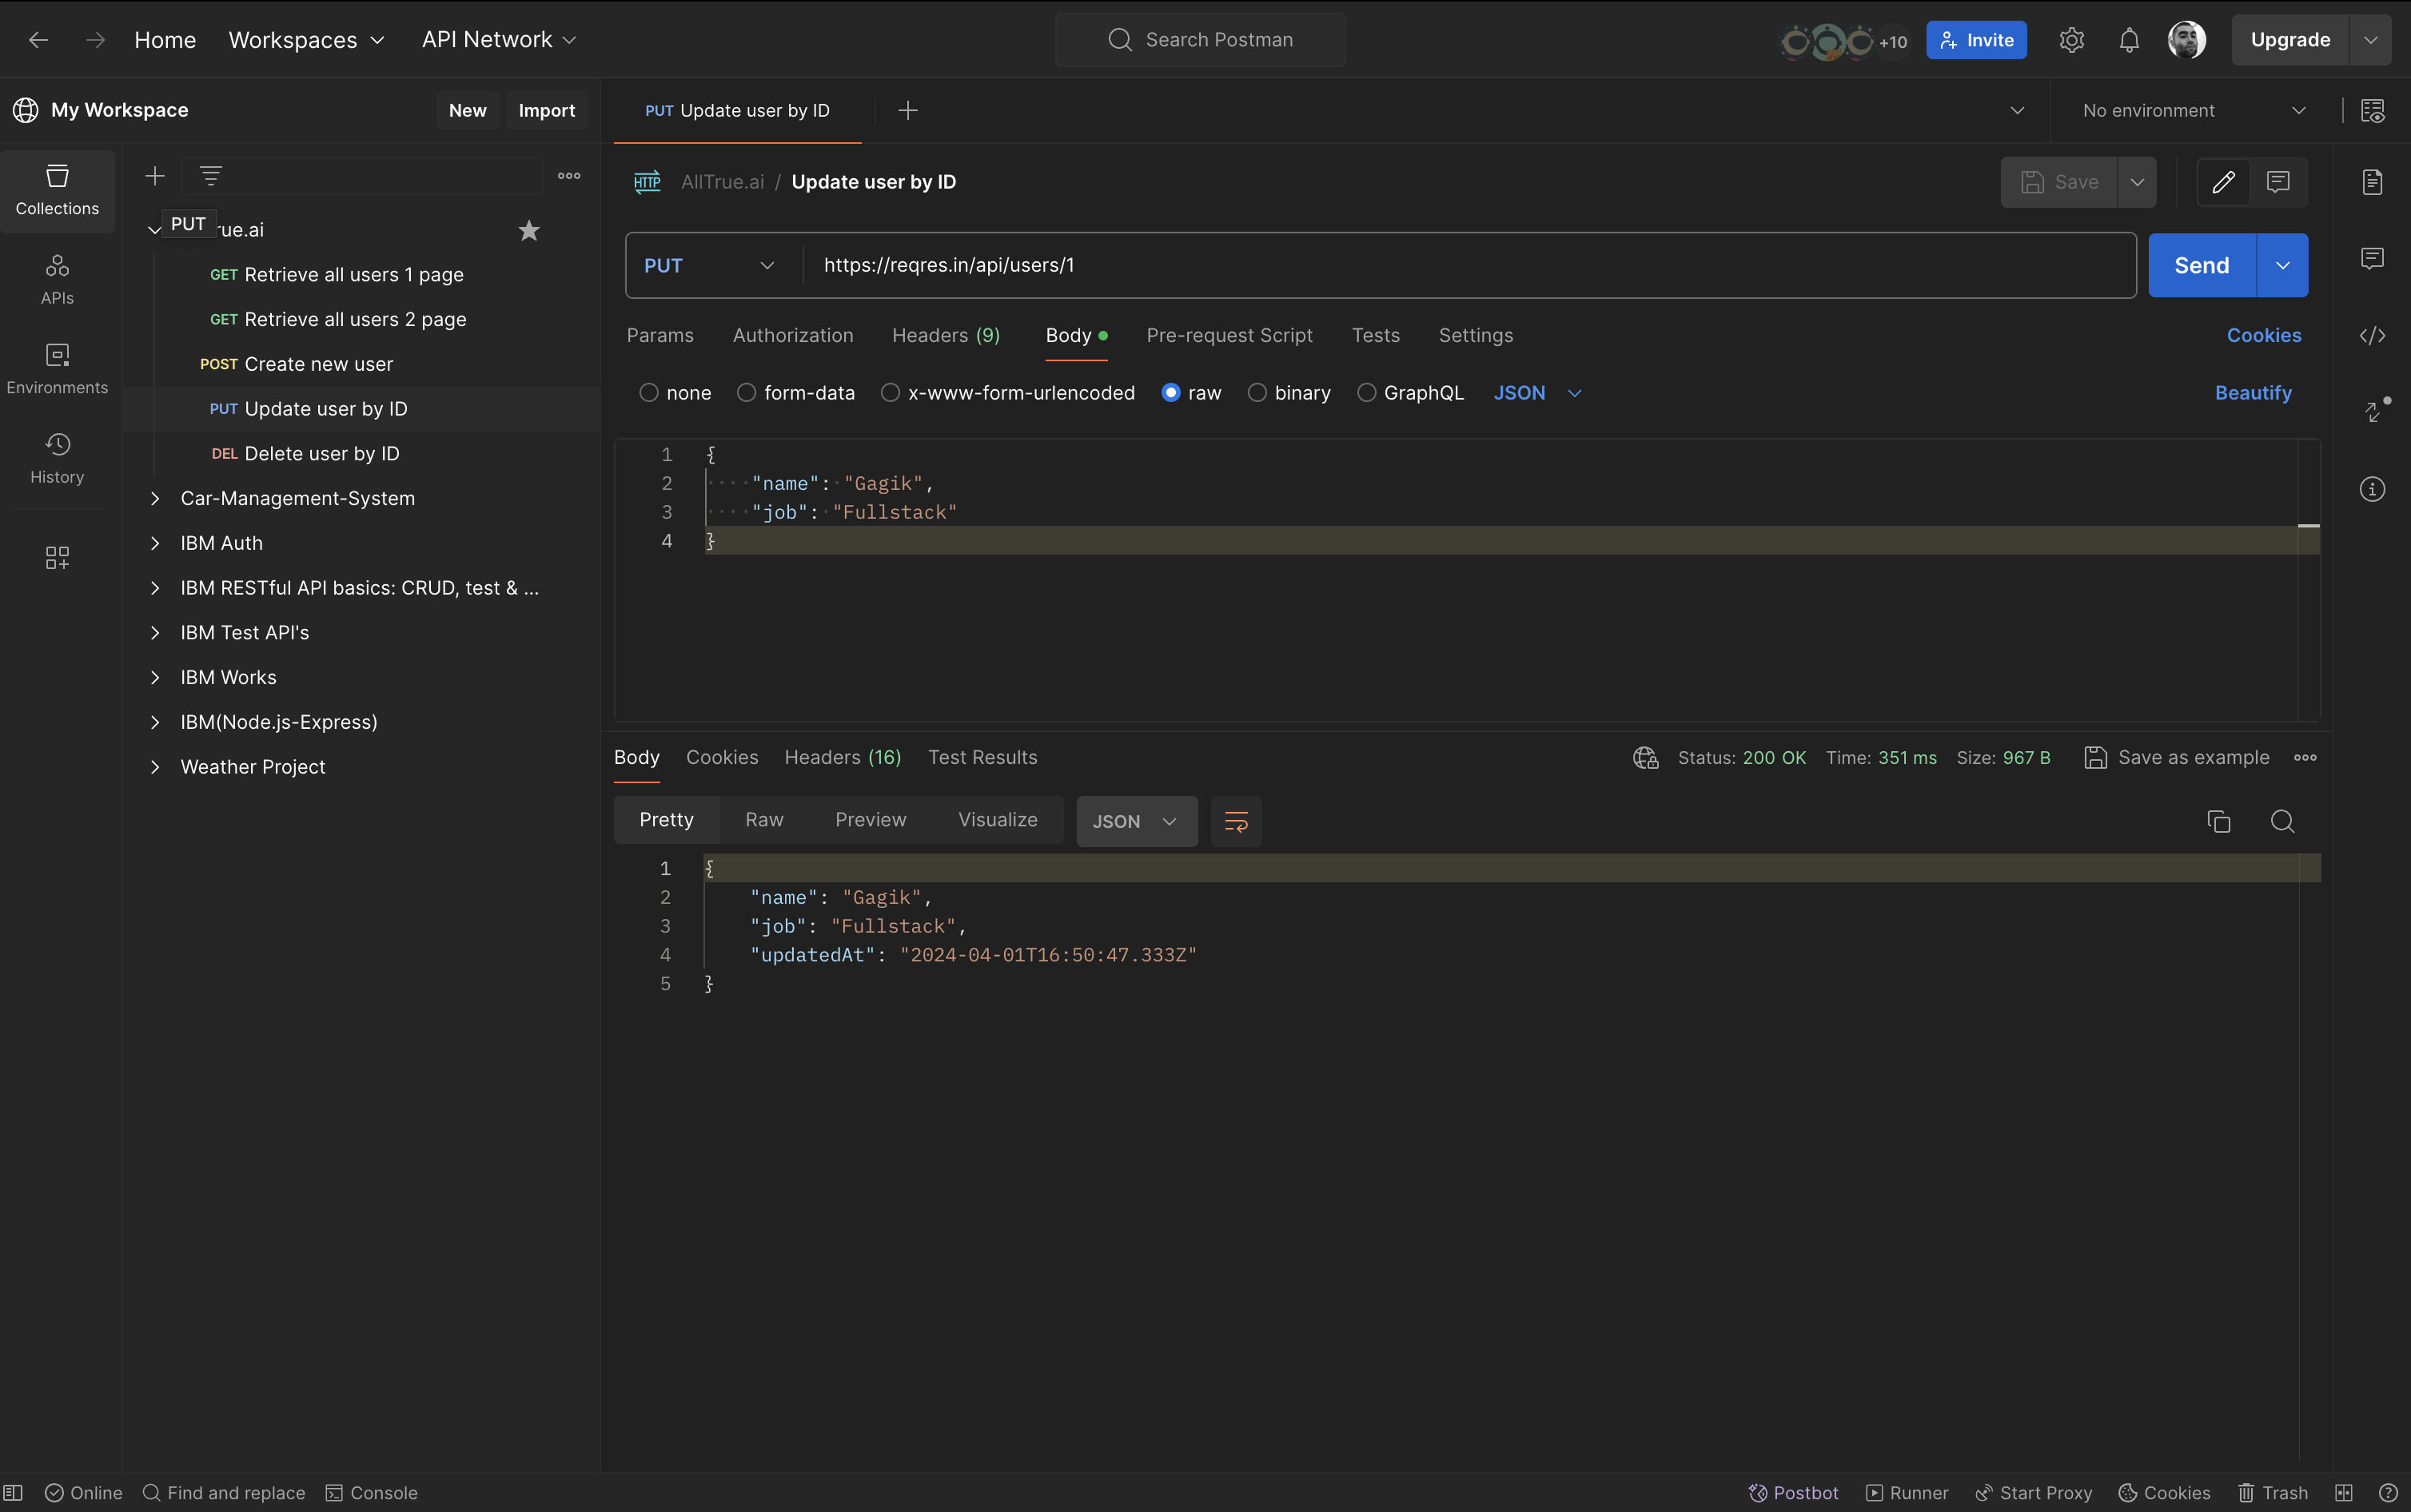 Home Workspaces API Network Search Postman +10 Invite Upgrade
My Workspace New Import PUT Update user by ID No environment
Collections
APIs
Environments
History
PUT rue.ai
GET Retrieve all users 1 page
GET Retrieve all users 2 page
POST Create new user
PUT Update user by ID
DEL Delete user by ID
Car-Management-System
IBM Auth
IBM RESTful API basics: CRUD, test & ...
IBM Test API's
IBM Works
IBM(Node.js-Express)
Weather Project
HTTP AllTrue.ai / Update user by ID Save
PUT https://reqres.in/api/users/1 Send
Params Authorization Headers (9) Body Pre-request Script Tests Settings Cookies
none form-data x-www-form-urlencoded raw binary GraphQL JSON Beautify
1 {
2 "name": "Gagik",
3 "job": "Fullstack"
4 }
Body Cookies Headers (16) Test Results Status: 200 OK Time: 351 ms Size: 967 B Save as example
Pretty Raw Preview Visualize JSON
1 {
2 "name": "Gagik",
3 "job": "Fullstack",
4 "updatedAt": "2024-04-01T16:50:47.333Z"
5 }
Online Find and replace Console Postbot Runner Start Proxy Cookies Trash